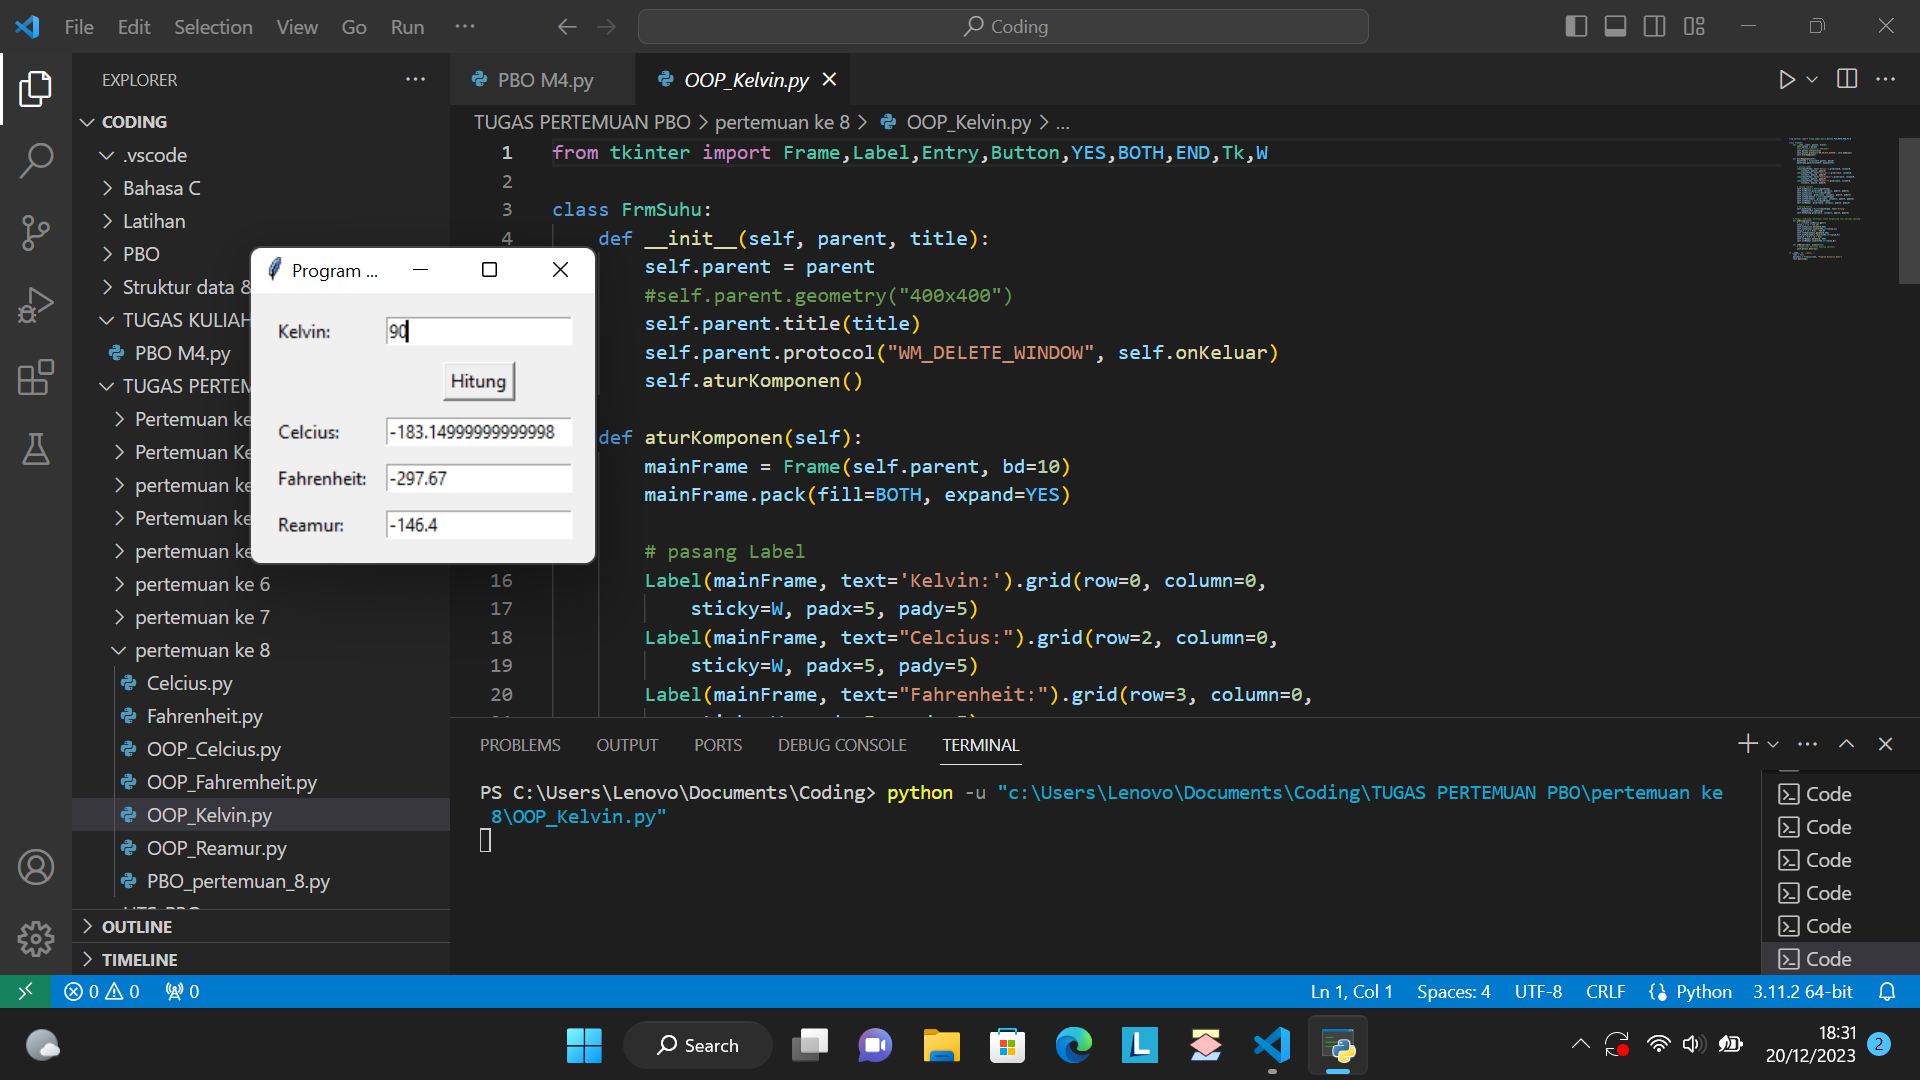 File Edit Selection View Go Run ···
Coding
EXPLORER
CODING
.vscode
Bahasa C
Latihan
PBO
Struktur data &
TUGAS KULIAH
PBO M4.py
TUGAS PERTEM
Pertemuan ke
Pertemuan Ke
pertemuan ke
Pertemuan ke
pertemuan ke
pertemuan ke 6
pertemuan ke 7
pertemuan ke 8
Celcius.py
Fahrenheit.py
OOP_Celcius.py
OOP_Fahremheit.py
OOP_Kelvin.py
OOP_Reamur.py
PBO_pertemuan_8.py
OUTLINE
TIMELINE
Program ...
Kelvin: 90
Hitung
Celcius: -183.14999999999998
Fahrenheit: -297.67
Reamur: -146.4
PBO M4.py OOP_Kelvin.py
TUGAS PERTEMUAN PBO > pertemuan ke 8 > OOP_Kelvin.py > ...
1 from tkinter import Frame,Label,Entry,Button,YES,BOTH,END,Tk,W
2
3 class FrmSuhu:
4 def __init__(self, parent, title):
self.parent = parent
#self.parent.geometry("400x400")
self.parent.title(title)
self.parent.protocol("WM_DELETE_WINDOW", self.onKeluar)
self.aturKomponen()
def aturKomponen(self):
mainFrame = Frame(self.parent, bd=10)
mainFrame.pack(fill=BOTH, expand=YES)
# pasang Label
16 Label(mainFrame, text='Kelvin:').grid(row=0, column=0,
17 sticky=W, padx=5, pady=5)
18 Label(mainFrame, text="Celcius:").grid(row=2, column=0,
19 sticky=W, padx=5, pady=5)
20 Label(mainFrame, text="Fahrenheit:").grid(row=3, column=0,
PROBLEMS OUTPUT PORTS DEBUG CONSOLE TERMINAL
PS C:\Users\Lenovo\Documents\Coding> python -u "c:\Users\Lenovo\Documents\Coding\TUGAS PERTEMUAN PBO\pertemuan ke
8\OOP_Kelvin.py"
Code
Code
Code
Code
Code
Code
0 0 0
Ln 1, Col 1 Spaces: 4 UTF-8 CRLF Python 3.11.2 64-bit
Search
18:31
20/12/2023
2